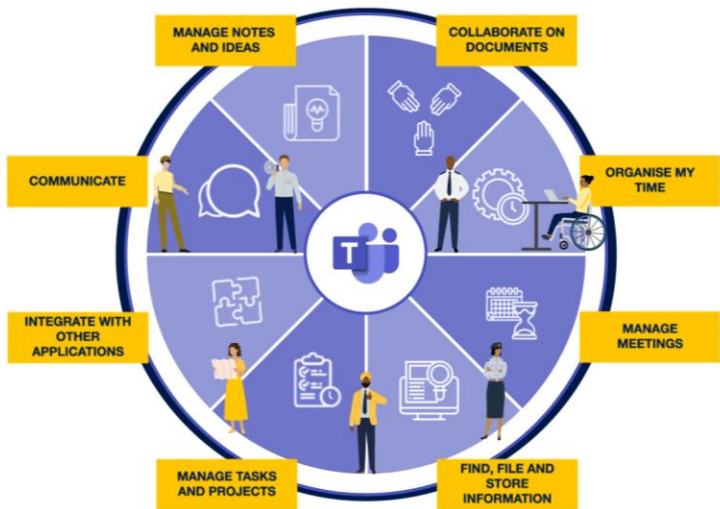 MANAGE NOTES
AND IDEAS
COLLABORATE ON
DOCUMENTS
COMMUNICATE
ORGANISE MY
TIME
T
INTEGRATE WITH
OTHER
APPLICATIONS
MANAGE
MEETINGS
MANAGE TASKS
AND PROJECTS
FIND, FILE AND
STORE
INFORMATION